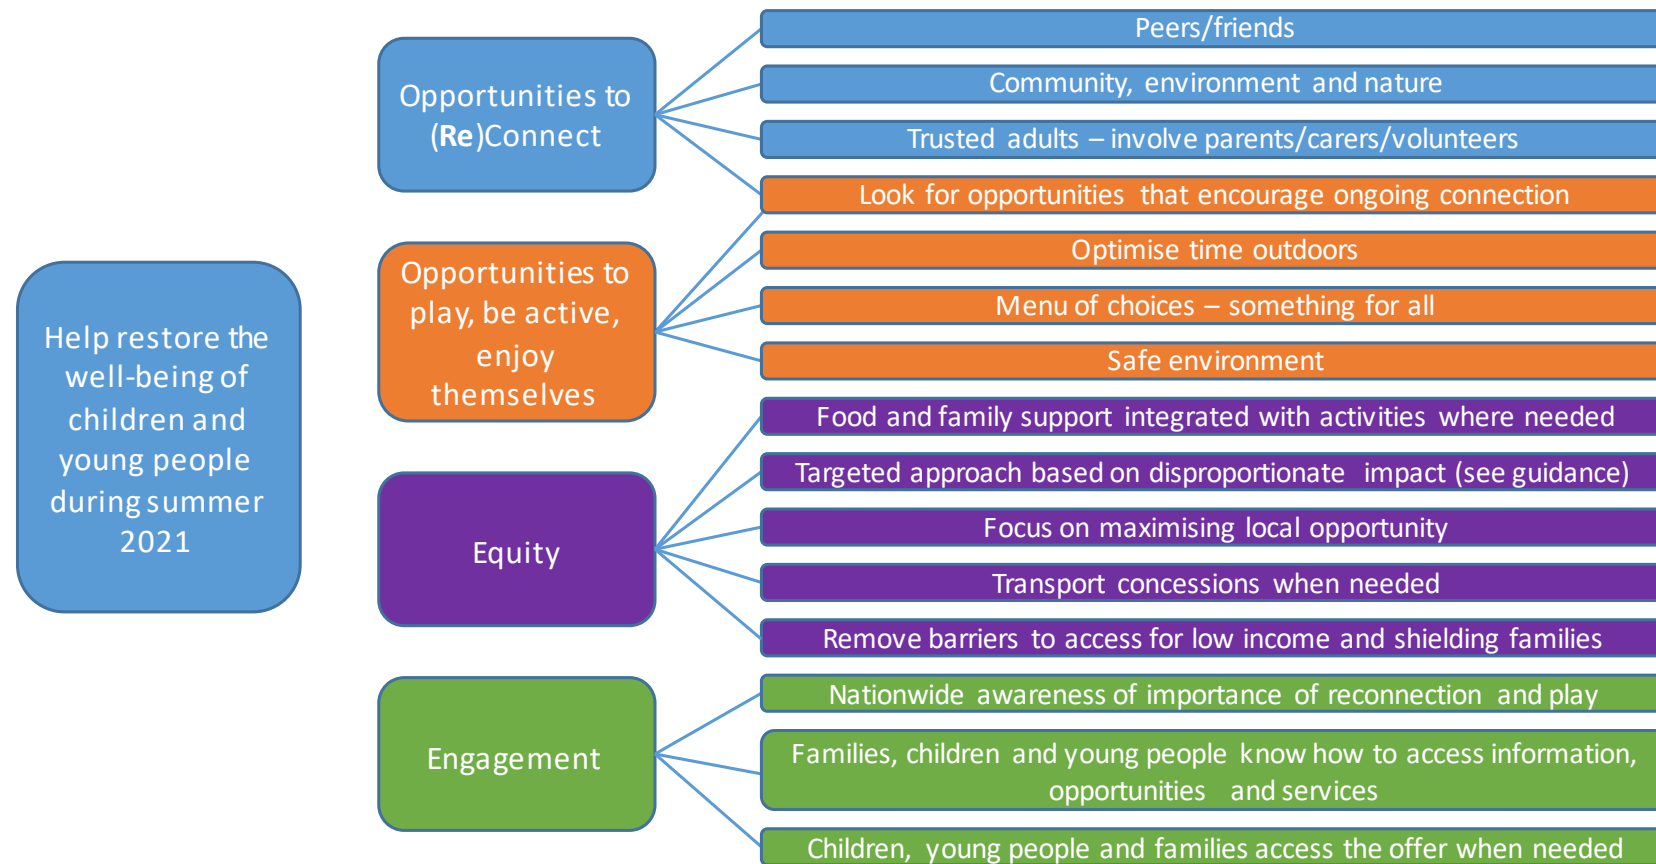 Help restore the
well-being of
children and
young people
during summer
2021
Opportunities to
(Re)Connect
Opportunities to
play, be active,
enjoy
themselves
Equity
Engagement
Peers/friends
Community, environment and nature
Trusted adults – involve parents/carers/volunteers
Look for opportunities that encourage ongoing connection
Optimise time outdoors
Menu of choices – something for all
Safe environment
Food and family support integrated with activities where needed
Targeted approach based on disproportionate impact (see guidance)
Focus on maximising local opportunity
Transport concessions when needed
Remove barriers to access for low income and shielding families
Nationwide awareness of importance of reconnection and play
Families, children and young people know how to access information,
opportunities and services
Children, young people and families access the offer when needed